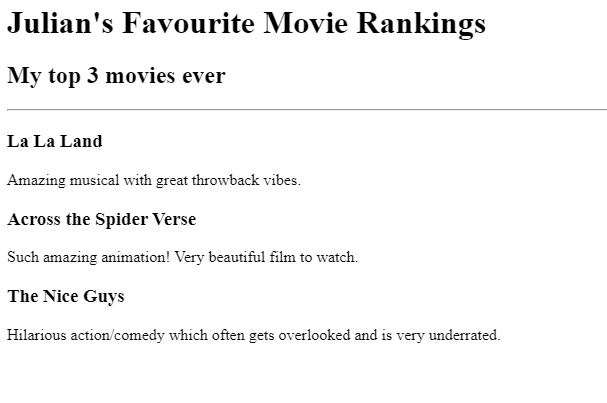 Julian's Favourite Movie Rankings
My top 3 movies ever
La La Land
Amazing musical with great throwback vibes.
Across the Spider Verse
Such amazing animation! Very beautiful film to watch.
The Nice Guys
Hilarious action/comedy which often gets overlooked and is very underrated.